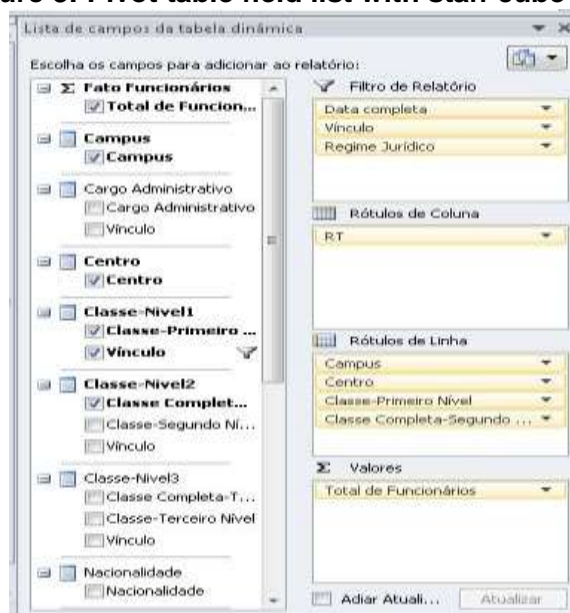 Lista de campos da tabela dinâmica
Escolha os campos para adicionar ao relatório:
Σ Fato Funcionários
Total de Funcion...
Campus
Campus
Cargo Administrativo
Cargo Administrativo
Vínculo
Centro
Centro
Classe-Nivel1
Classe-Primeiro ...
Vínculo
Classe-Nivel2
Classe Complet...
Classe-Segundo Ní...
Vínculo
Classe-Nivel3
Classe Completa-T...
Classe-Terceiro Nível
Vínculo
Nacionalidade
Nacionalidade
Filtro de Relatório
Data completa
Vínculo
Regime Jurídico
Rótulos de Coluna
RT
Rótulos de Linha
Campus
Centro
Classe-Primeiro Nível
Classe Completa-Segundo ...
Σ Valores
Total de Funcionários
Adiar Atuali...
Atualizar